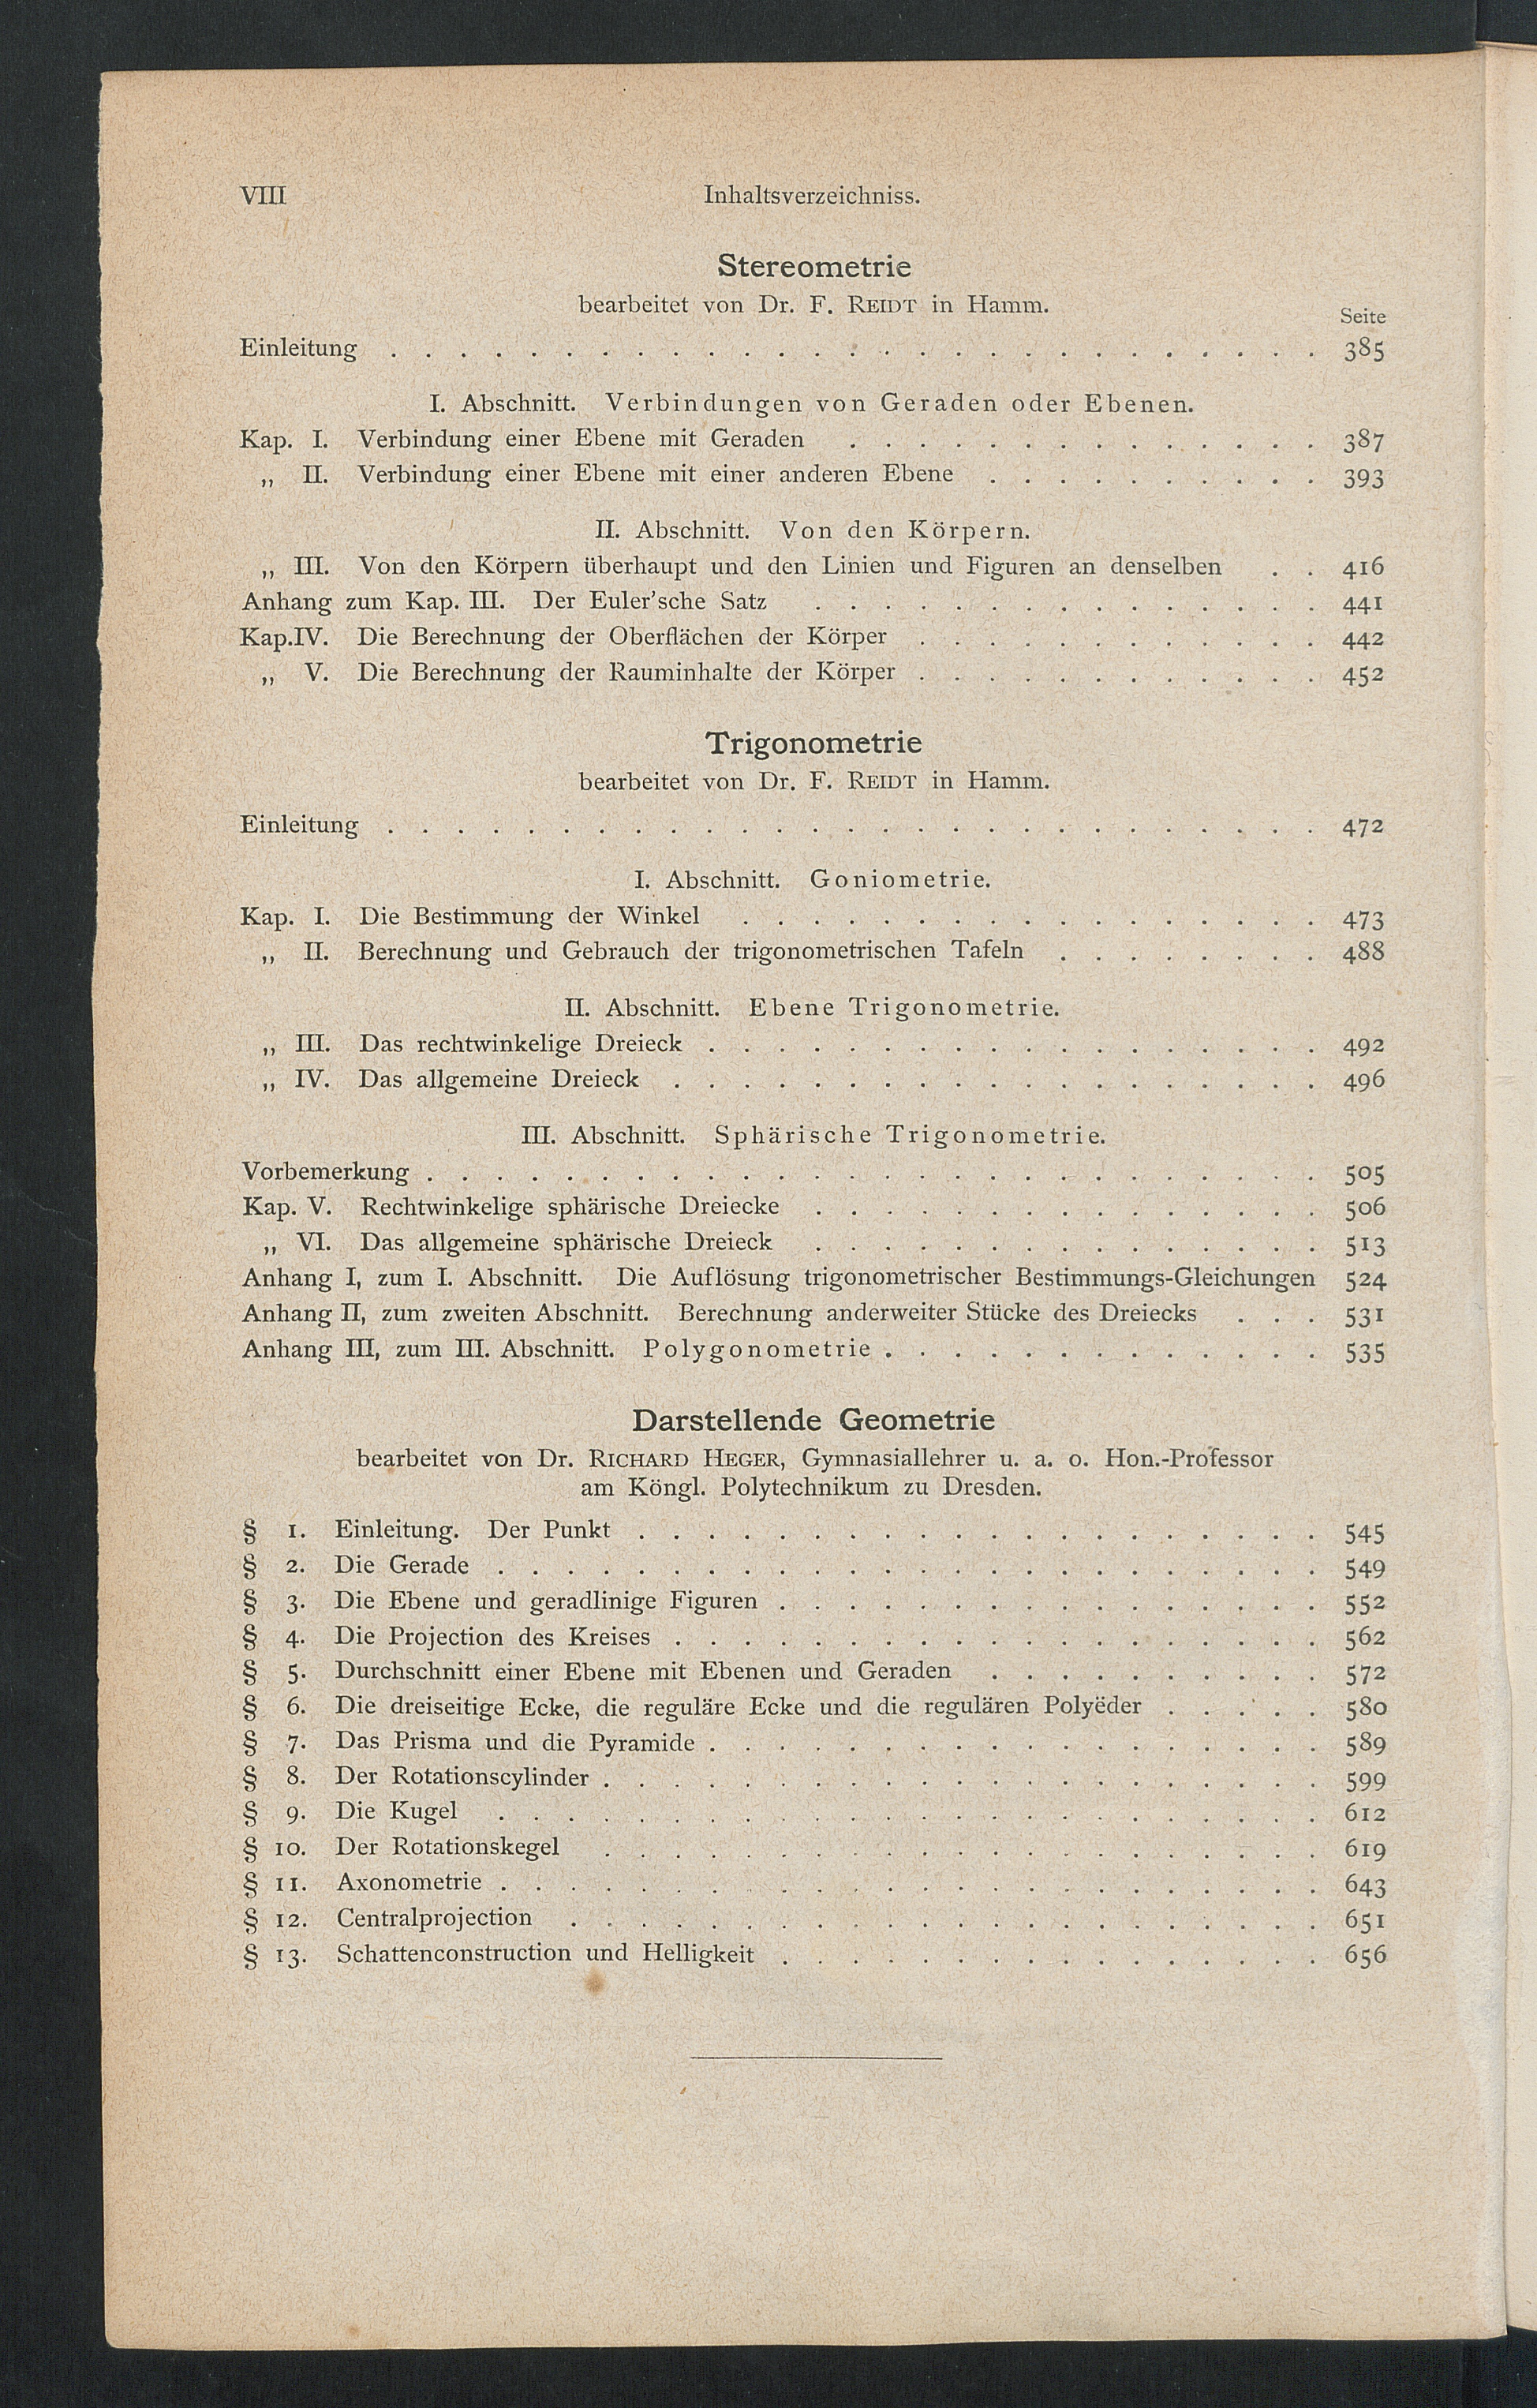 VIII Inhaltsverzeichniss.
Stereometrie
bearbeitet von Dr. F. REIDT in Hamm.
Seite
Einleitung . . . . . . . . . . . . . . . . . . . . . . . . . . . 385
I. Abschnitt. Verbindungen von Geraden oder Ebenen.
Kap. I. Verbindung einer Ebene mit Geraden . . . . . . . . . . . . . . 387
„ II. Verbindung einer Ebene mit einer anderen Ebene . . . . . . . . . . 393
II. Abschnitt. Von den Körpern.
„ III. Von den Körpern überhaupt und den Linien und Figuren an denselben . . 416
Anhang zum Kap. III. Der Euler'sche Satz . . . . . . . . . . . . . . . 441
Kap.IV. Die Berechnung der Oberflächen der Körper . . . . . . . . . . . . 442
„ V. Die Berechnung der Rauminhalte der Körper . . . . . . . . . . . . 452
Trigonometrie
bearbeitet von Dr. F. REIDT in Hamm.
Einleitung . . . . . . . . . . . . . . . . . . . . . . . . . . . 472
I. Abschnitt. Goniometrie.
Kap. I. Die Bestimmung der Winkel . . . . . . . . . . . . . . . . . 473
„ II. Berechnung und Gebrauch der trigonometrischen Tafeln . . . . . . . . 488
II. Abschnitt. Ebene Trigonometrie.
„ III. Das rechtwinkelige Dreieck . . . . . . . . . . . . . . . . . . 492
„ IV. Das allgemeine Dreieck . . . . . . . . . . . . . . . . . . . 496
III. Abschnitt. Sphärische Trigonometrie.
Vorbemerkung . . . . . . . . . . . . . . . . . . . . . . . . . . 505
Kap. V. Rechtwinkelige sphärische Dreiecke . . . . . . . . . . . . . . . 506
„ VI. Das allgemeine sphärische Dreieck . . . . . . . . . . . . . . . 513
Anhang I, zum I. Abschnitt. Die Auflösung trigonometrischer Bestimmungs-Gleichungen 524
Anhang II, zum zweiten Abschnitt. Berechnung anderweiter Stücke des Dreiecks . . . 531
Anhang III, zum III. Abschnitt. Polygonometrie . . . . . . . . . . . . . 535
Darstellende Geometrie
bearbeitet von Dr. RICHARD HEGER, Gymnasiallehrer u. a. o. Hon.-Professor
am Köngl. Polytechnikum zu Dresden.
§ 1. Einleitung. Der Punkt . . . . . . . . . . . . . . . . . . . . 545
§ 2. Die Gerade . . . . . . . . . . . . . . . . . . . . . . . . 549
§ 3. Die Ebene und geradlinige Figuren . . . . . . . . . . . . . . . . 552
§ 4. Die Projection des Kreises . . . . . . . . . . . . . . . . . . . 562
§ 5. Durchschnitt einer Ebene mit Ebenen und Geraden . . . . . . . . . . 572
§ 6. Die dreiseitige Ecke, die reguläre Ecke und die regulären Polyëder . . . . . 580
§ 7. Das Prisma und die Pyramide . . . . . . . . . . . . . . . . . . 589
§ 8. Der Rotationscylinder . . . . . . . . . . . . . . . . . . . . . 599
§ 9. Die Kugel . . . . . . . . . . . . . . . . . . . . . . . . 612
§ 10. Der Rotationskegel . . . . . . . . . . . . . . . . . . . . . 619
§ 11. Axonometrie . . . . . . . . . . . . . . . . . . . . . . . . 643
§ 12. Centralprojection . . . . . . . . . . . . . . . . . . . . . . 651
§ 13. Schattenconstruction und Helligkeit . . . . . . . . . . . . . . . . 656